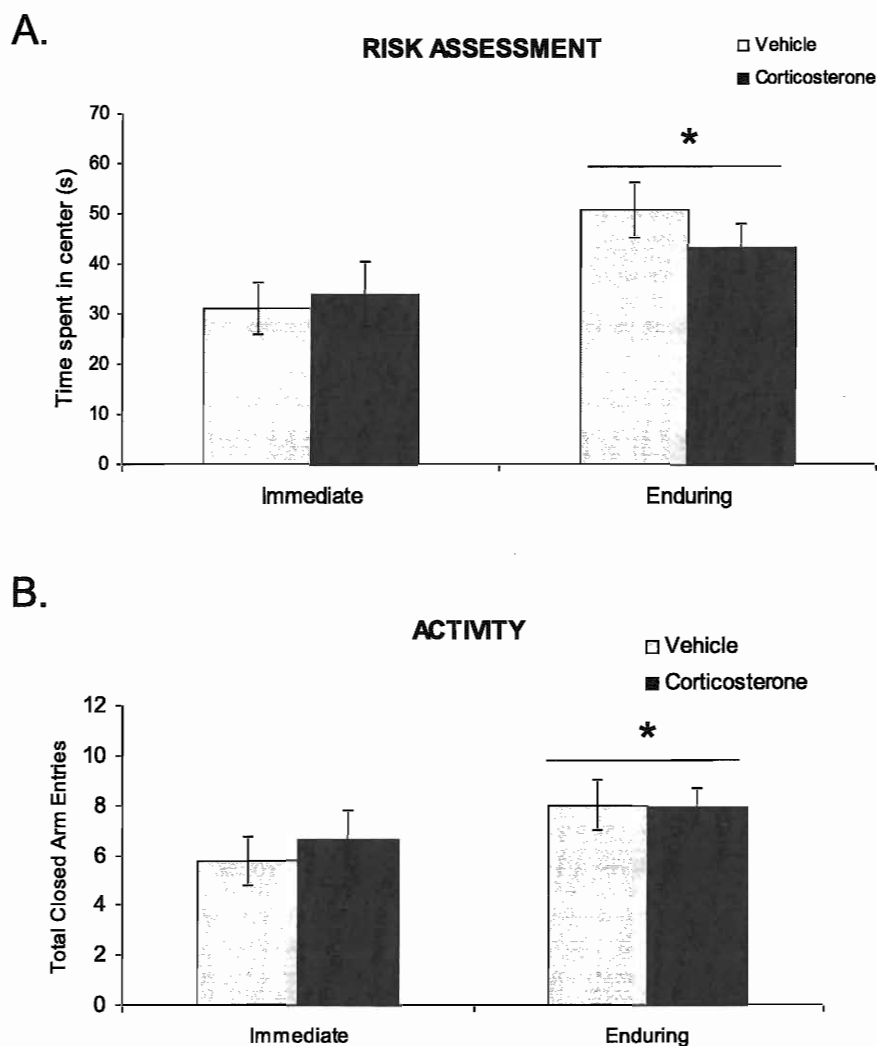 A.
RISK ASSESSMENT
Vehicle
Corticosterone
Time spent in center (s)
70
60
50
40
30
20
10
0
*
Immediate
Enduring
B.
ACTIVITY
Vehicle
Corticosterone
Total Closed Arm Entries
12
10
8
6
4
2
0
*
Immediate
Enduring